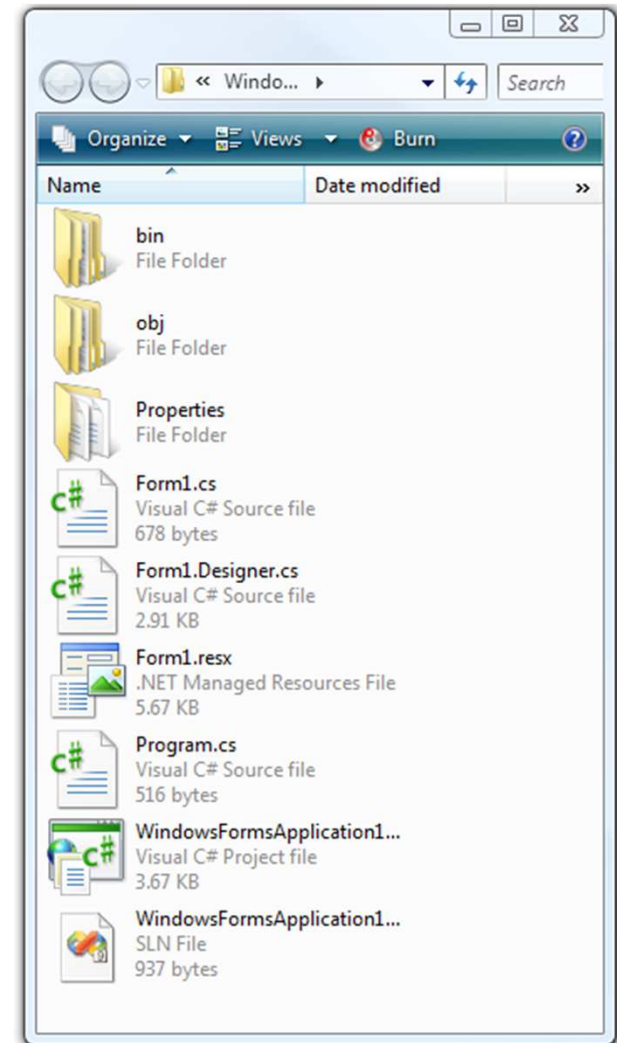 « Windo...
Search
Organize Views Burn ?
Name Date modified »
bin
File Folder
obj
File Folder
Properties
File Folder
C#
Form1.cs
Visual C# Source file
678 bytes
C#
Form1.Designer.cs
Visual C# Source file
2.91 KB
Form1.resx
.NET Managed Resources File
5.67 KB
C#
Program.cs
Visual C# Source file
516 bytes
C#
WindowsFormsApplication1...
Visual C# Project file
3.67 KB
WindowsFormsApplication1...
SLN File
937 bytes